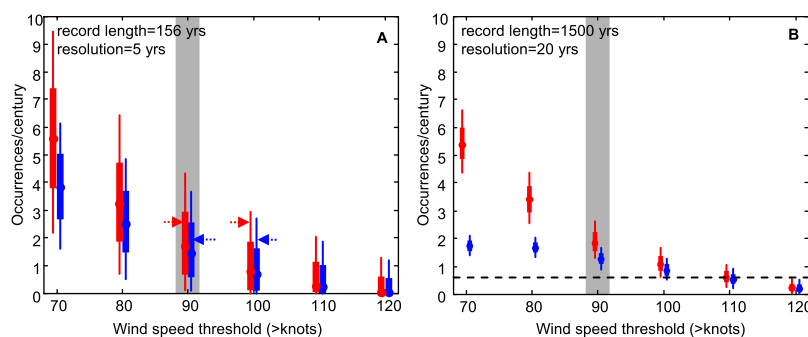 record length=156 yrs
resolution=5 yrs
A
Occurrences/century
10
9
8
7
6
5
4
3
2
1
0
70 80 90 100 110 120
Wind speed threshold (>knots)
record length=1500 yrs
resolution=20 yrs
B
Occurrences/century
10
9
8
7
6
5
4
3
2
1
0
70 80 90 100 110 120
Wind speed threshold (>knots)